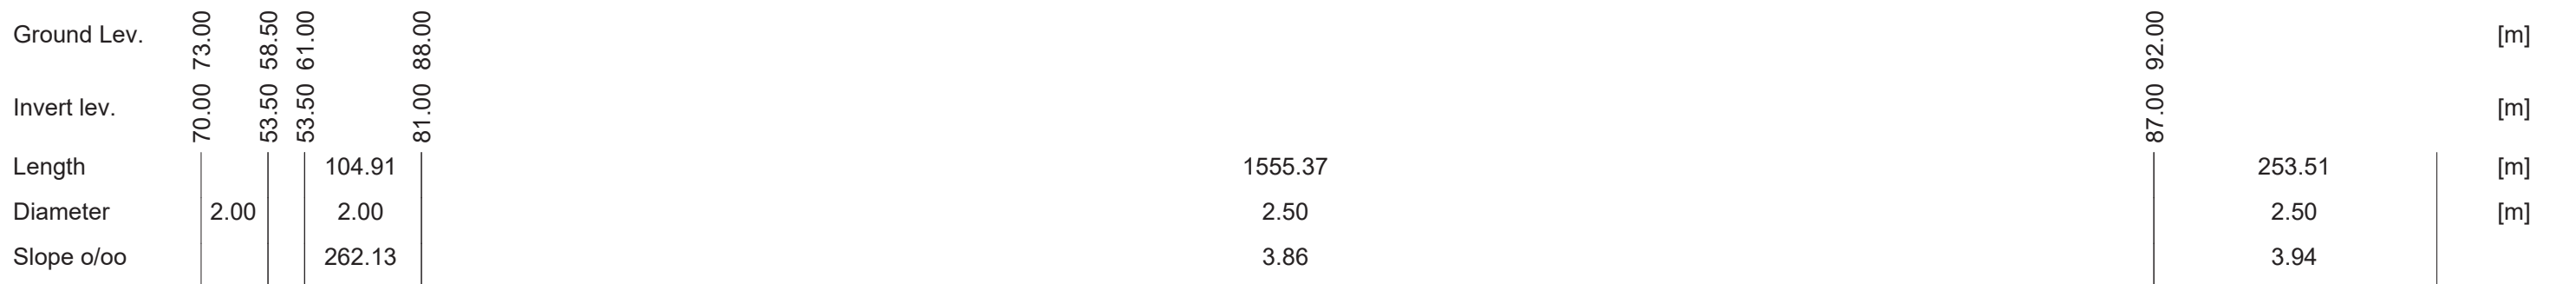 Ground Lev. 73.00 58.50 61.00 88.00 92.00 [m]
Invert lev. 70.00 53.50 53.50 81.00 87.00 [m]
Length 104.91 1555.37 253.51 [m]
Diameter 2.00 2.00 2.50 2.50 [m]
Slope o/oo 262.13 3.86 3.94